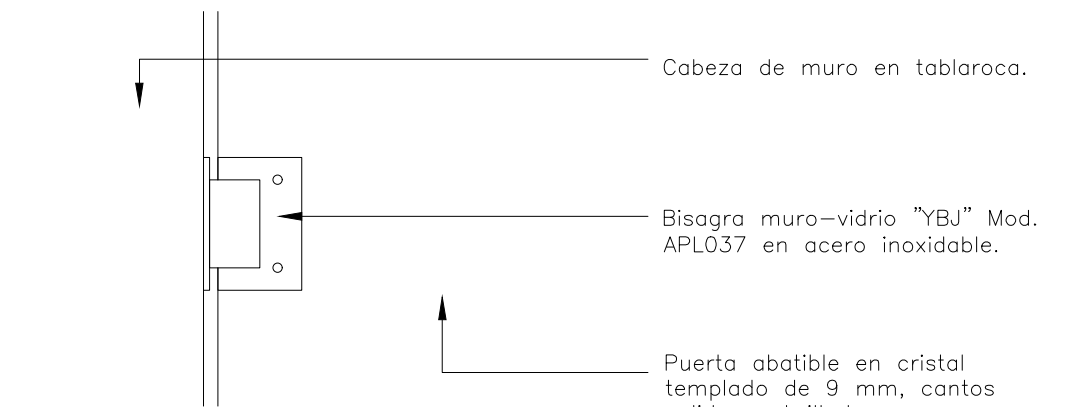 Cabeza de muro en tablaroca.
Bisagra muro-vidrio "YBJ" Mod.
APL037 en acero inoxidable.
Puerta abatible en cristal
templado de 9 mm, cantos